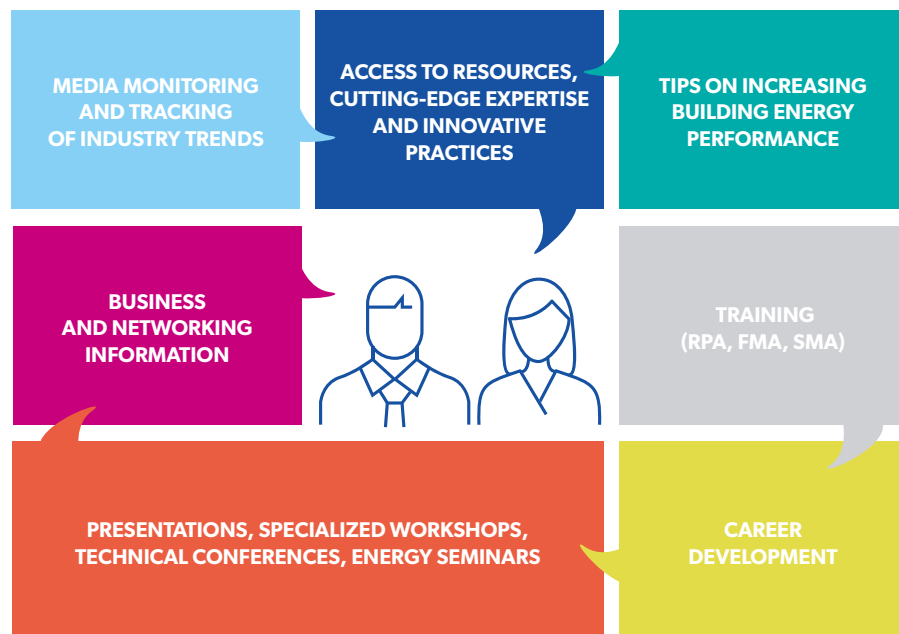 MEDIA MONITORING
AND TRACKING
OF INDUSTRY TRENDS
ACCESS TO RESOURCES,
CUTTING-EDGE EXPERTISE
AND INNOVATIVE
PRACTICES
TIPS ON INCREASING
BUILDING ENERGY
PERFORMANCE
BUSINESS
AND NETWORKING
INFORMATION
TRAINING
(RPA, FMA, SMA)
PRESENTATIONS, SPECIALIZED WORKSHOPS,
TECHNICAL CONFERENCES, ENERGY SEMINARS
CAREER
DEVELOPMENT